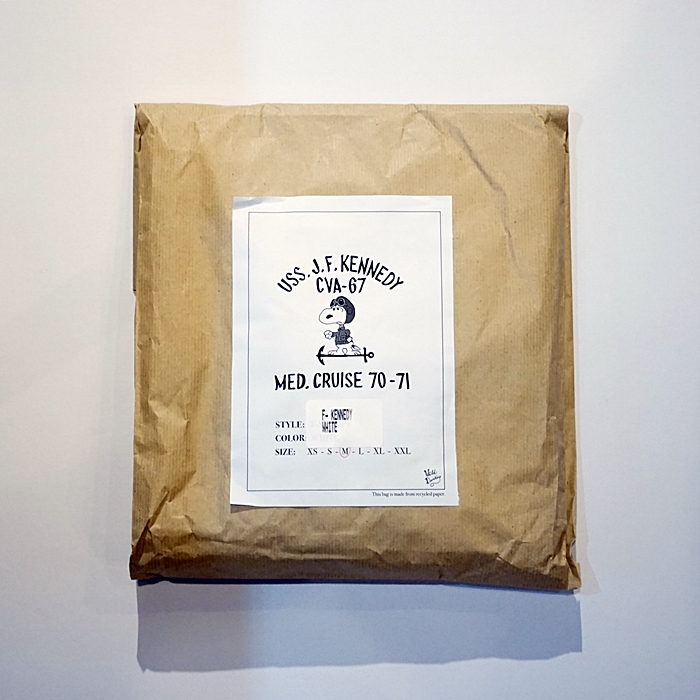 USS. J.F. KENNEDY
CVA-67
MED. CRUISE 70-71
F- KENNEDY
STYLE:
WHITE
COLOR
SIZE: XS - S - M - L - XL - XXL
This bag is made from recycled paper.